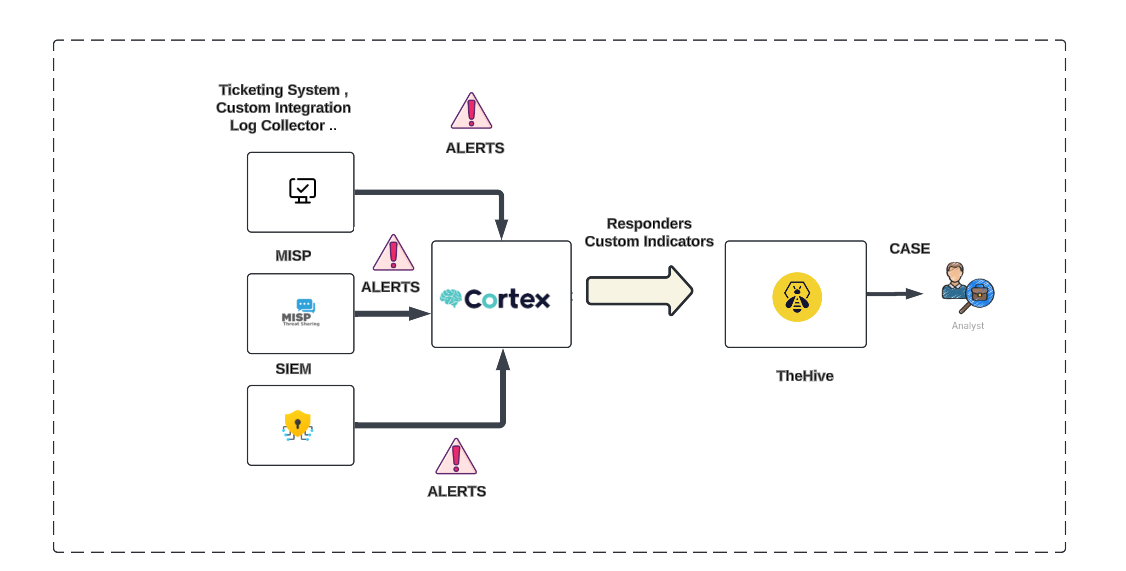 Ticketing System ,
Custom Integration
Log Collector ..
ALERTS
MISP
ALERTS
MISP
Threat Sharing
SIEM
ALERTS
Cortex
Responders
Custom Indicators
TheHive
CASE
Analyst